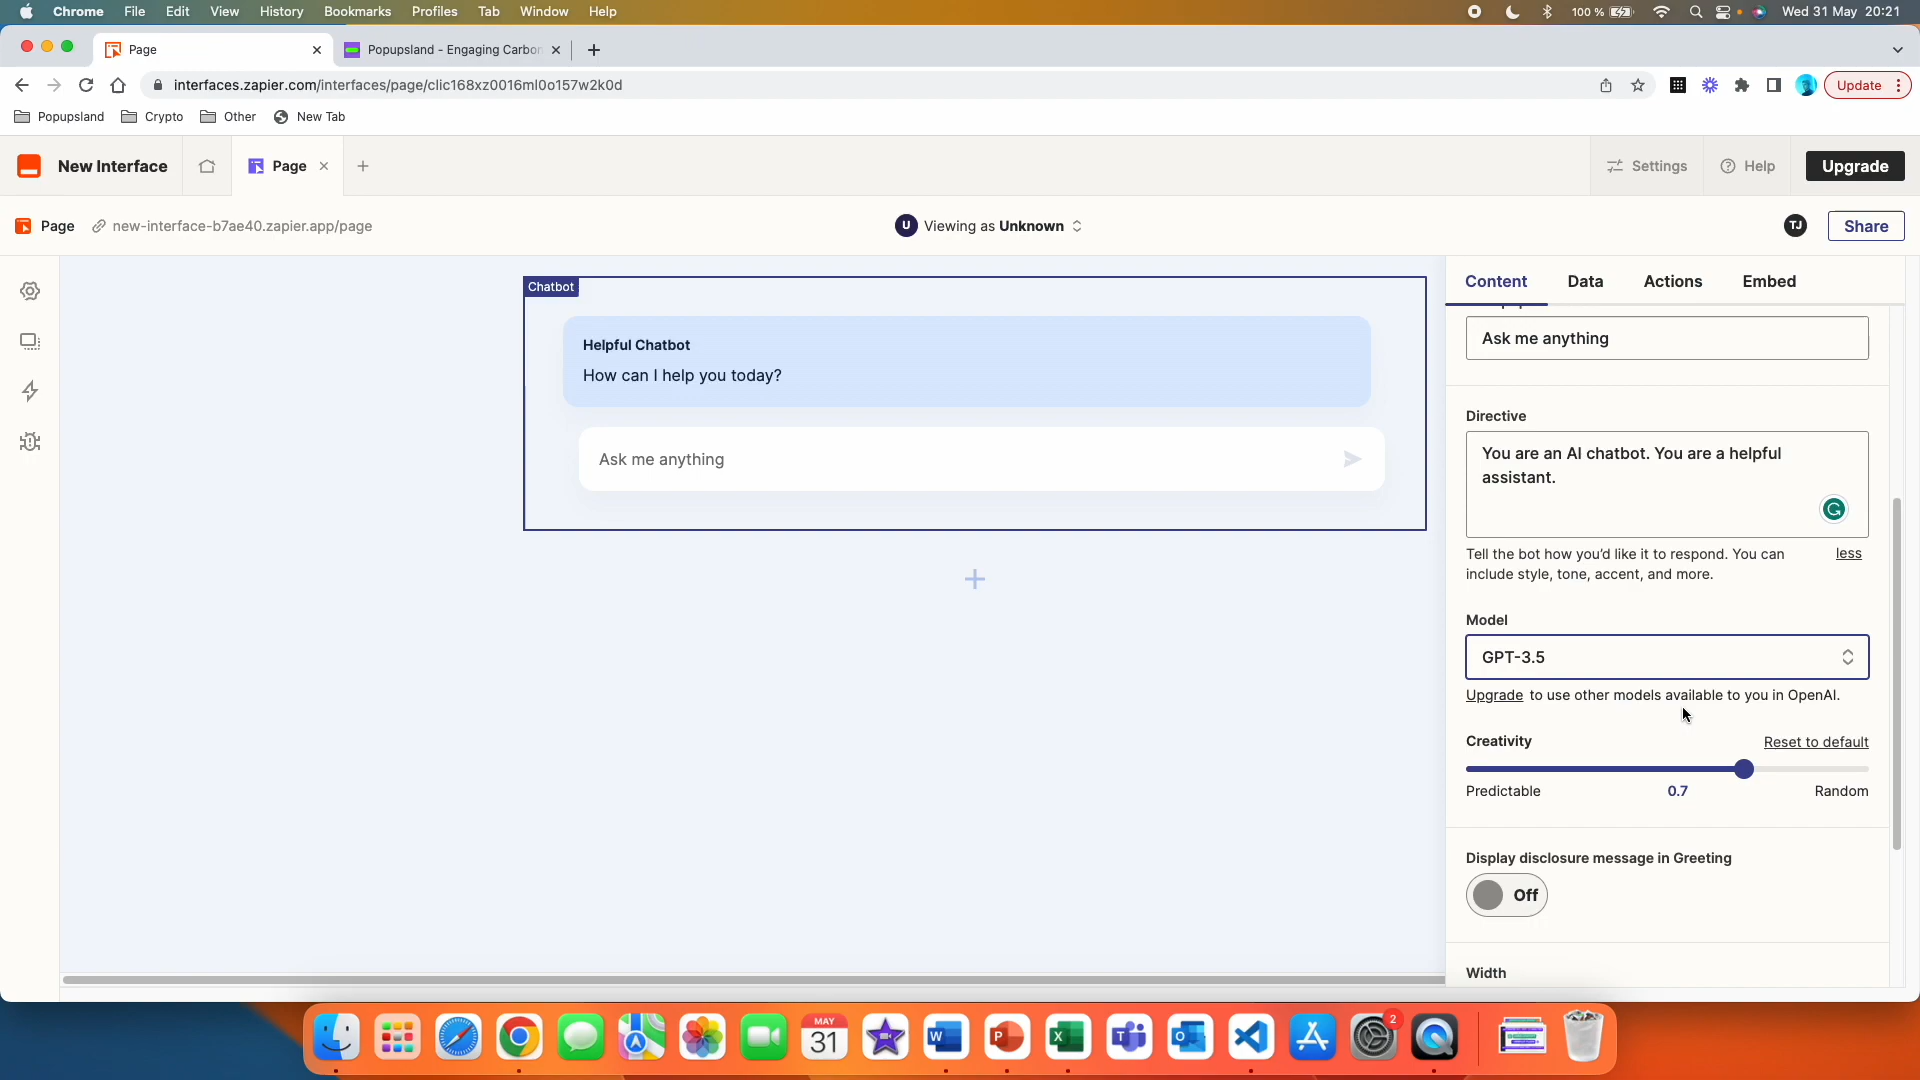 Chrome File Edit View History Bookmarks Profiles Tab Window Help
100 % Wed 31 May 20:21
Page
Popupsland - Engaging Carbon
interfaces.zapier.com/interfaces/page/clic168xz0016ml0o157w2k0d
Update
Popupsland Crypto Other New Tab
New Interface Page Settings Help Upgrade
Page new-interface-b7ae40.zapier.app/page U Viewing as Unknown TJ Share
Content Data Actions Embed
Chatbot
Helpful Chatbot
How can I help you today?
Ask me anything
Ask me anything
Directive
You are an AI chatbot. You are a helpful
assistant.
Tell the bot how you'd like it to respond. You can less
include style, tone, accent, and more.
Model
GPT-3.5
Upgrade to use other models available to you in OpenAI.
Creativity Reset to default
Predictable 0.7 Random
Display disclosure message in Greeting
Off
Width
MAY
31
W P X
2